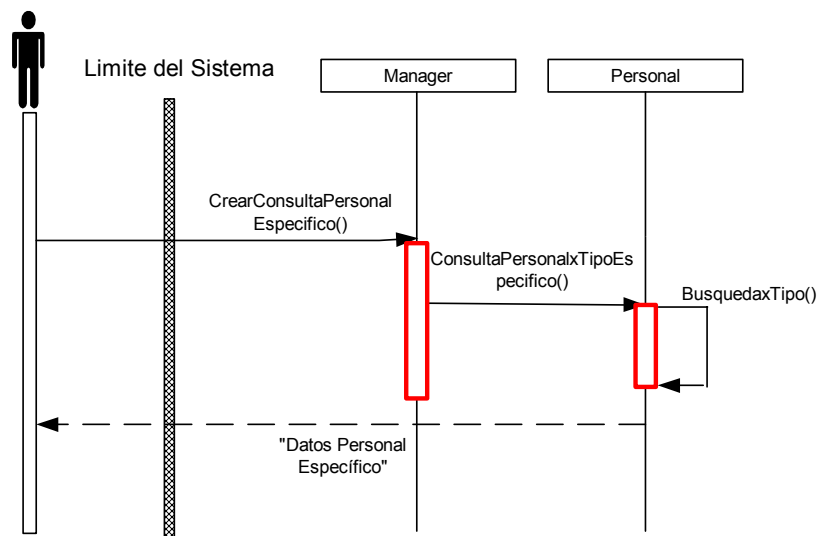 Limite del Sistema
Manager
Personal
CrearConsultaPersonal
Especifico()
ConsultaPersonalxTipoEs
pecifico()
BusquedaxTipo()
"Datos Personal
Específico"